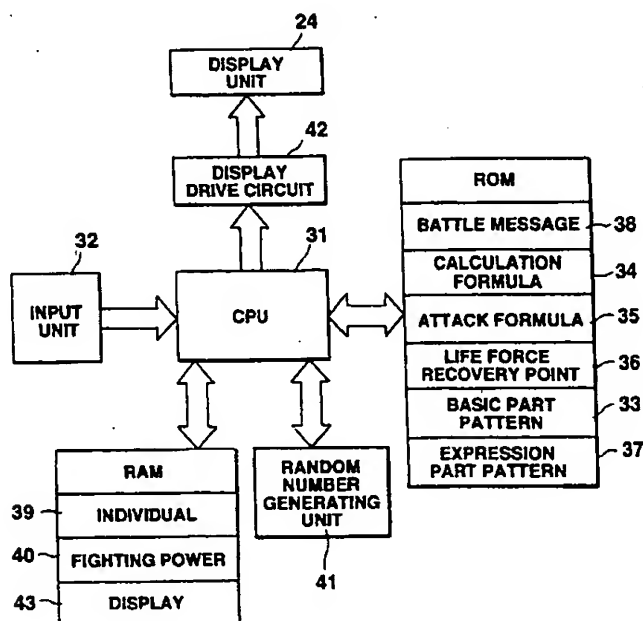 24
DISPLAY
UNIT
42
DISPLAY
DRIVE CIRCUIT
32
INPUT
UNIT
31
CPU
ROM
BATTLE MESSAGE
38
CALCULATION
FORMULA
34
ATTACK FORMULA
35
LIFE FORCE
RECOVERY POINT
36
BASIC PART
PATTERN
33
EXPRESSION
PART PATTERN
37
RAM
39
INDIVIDUAL
40
FIGHTING POWER
43
DISPLAY
RANDOM
NUMBER
GENERATING
UNIT
41